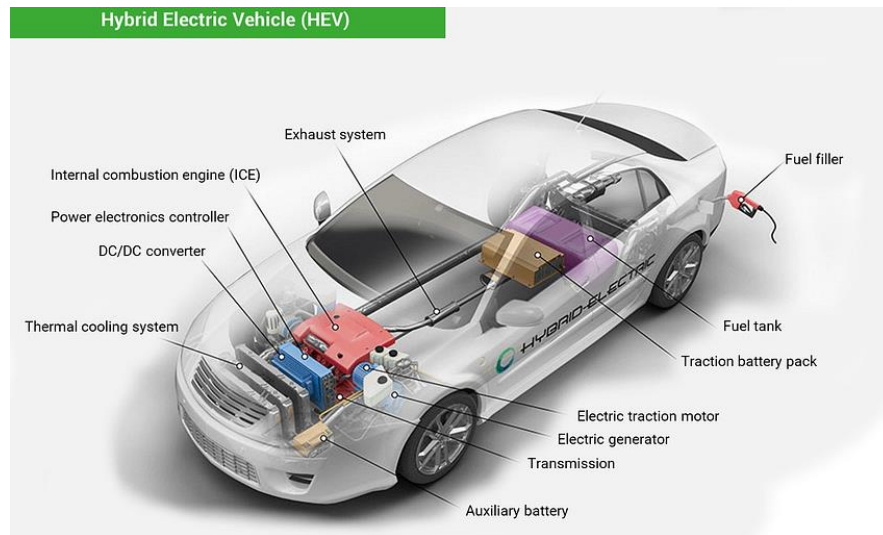 Hybrid Electric Vehicle (HEV)
Exhaust system
Fuel filler
Internal combustion engine (ICE)
Power electronics controller
DC/DC converter
Thermal cooling system
HYBRID-ELECTRIC
Fuel tank
Traction battery pack
Electric traction motor
Electric generator
Transmission
Auxiliary battery